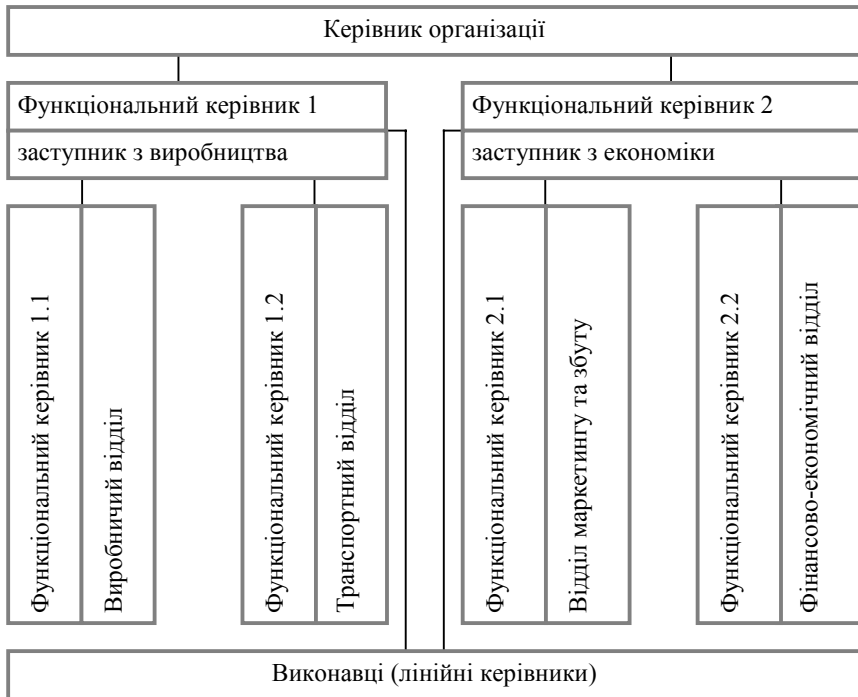 Керівник організації
Функціональний керівник 1
заступник з виробництва
Функціональний керівник 2
заступник з економіки
Функціональний керівник 1.1
Виробничий відділ
Функціональний керівник 1.2
Транспортний відділ
Функціональний керівник 2.1
Відділ маркетингу та збуту
Функціональний керівник 2.2
Фінансово-економічний відділ
Виконавці (лінійні керівники)